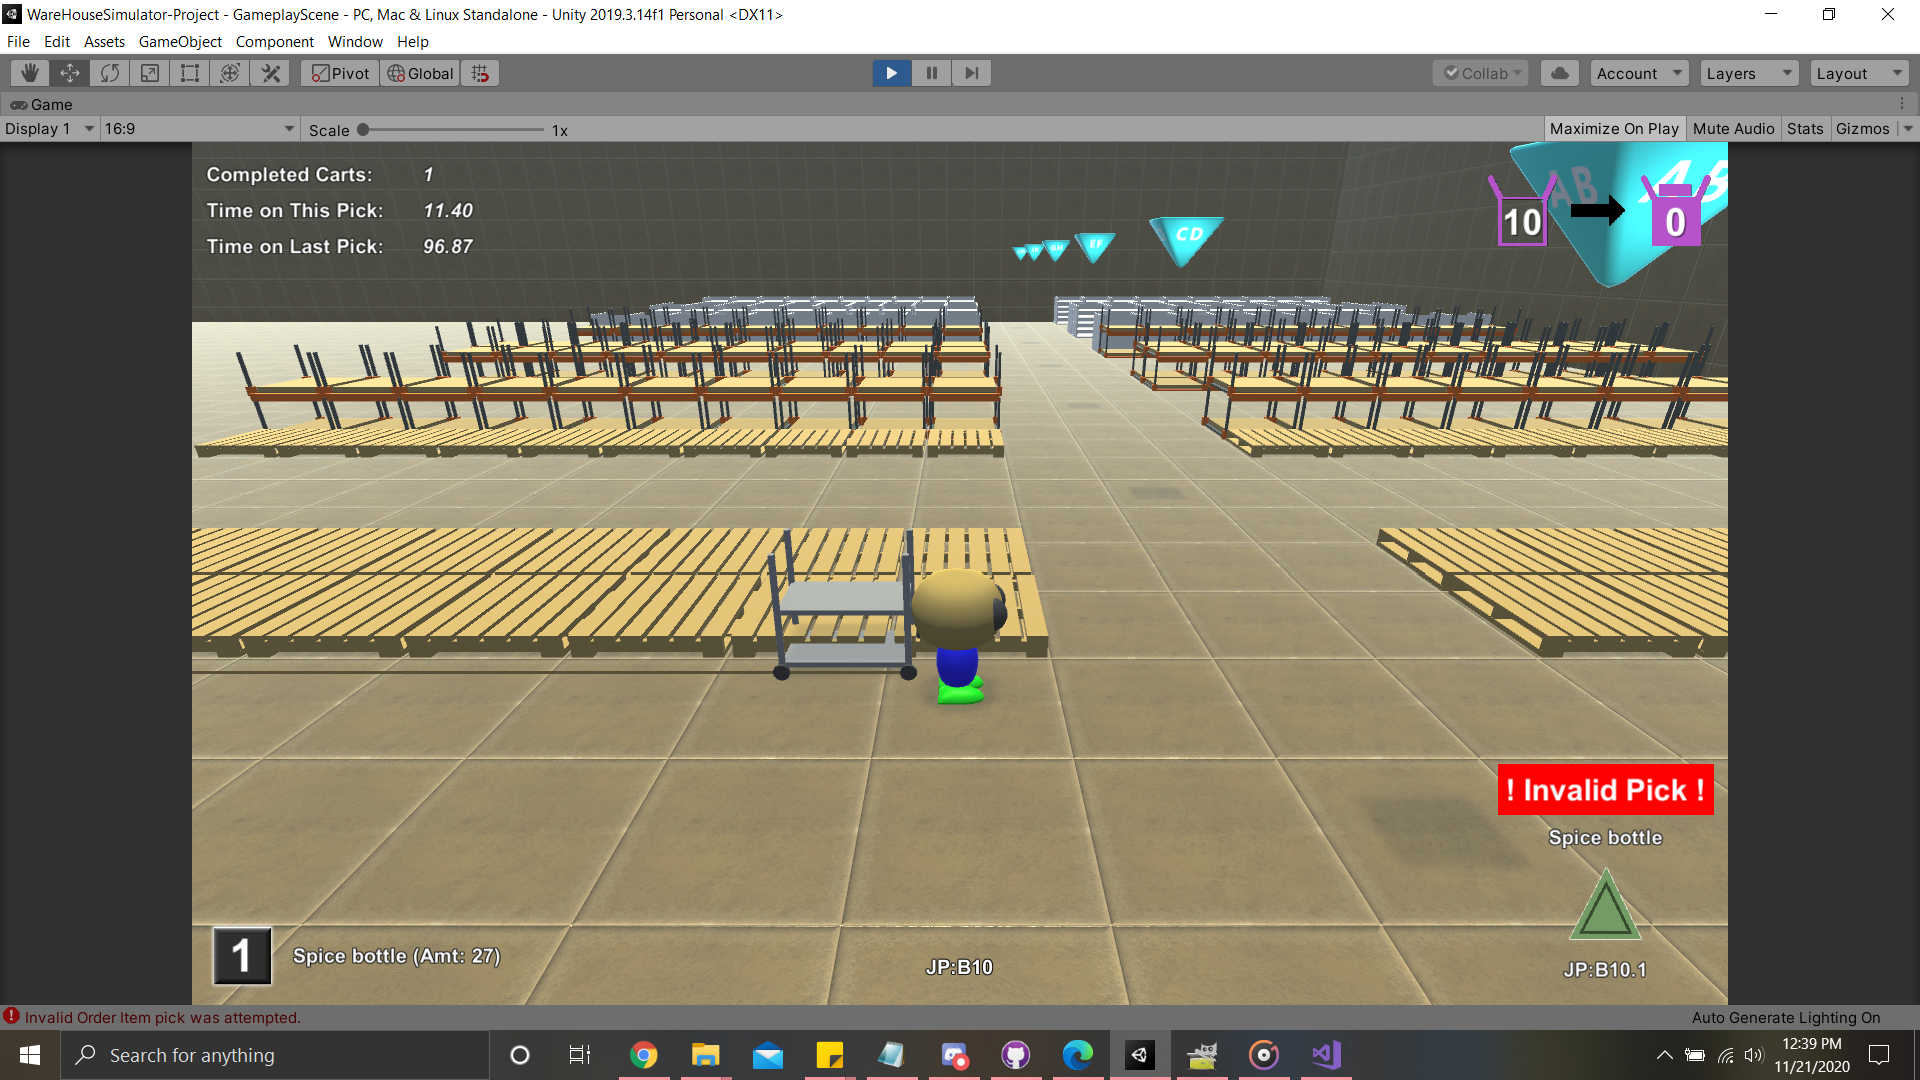 WareHouseSimulator-Project - GameplayScene - PC, Mac & Linux Standalone - Unity 2019.3.14f1 Personal <DX11>
File Edit Assets GameObject Component Window Help
Pivot Global Collab Account Layers Layout
Game
Display 1 16:9 Scale 1x Maximize On Play Mute Audio Stats Gizmos
Completed Carts: 1
Time on This Pick: 11.40
Time on Last Pick: 96.87
AB AB
10 0
CD
EF
GH
! Invalid Pick !
Spice bottle
JP:B10.1
1 Spice bottle (Amt: 27)
JP:B10
Invalid Order Item pick was attempted.
Auto Generate Lighting On
Search for anything
12:39 PM
11/21/2020